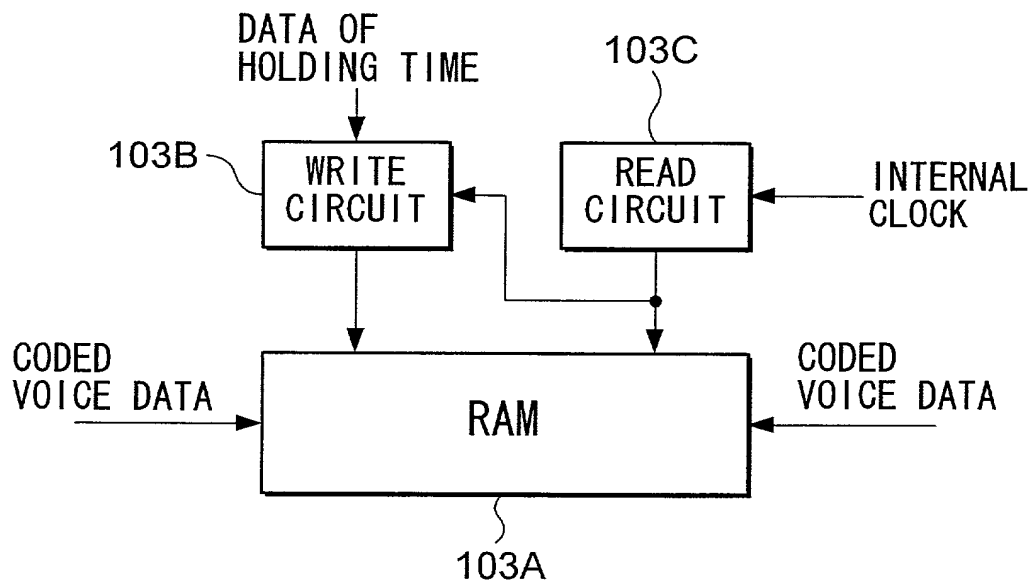 DATA OF
HOLDING TIME
103C
103B
WRITE
CIRCUIT
READ
CIRCUIT
INTERNAL
CLOCK
CODED
VOICE DATA
RAM
CODED
VOICE DATA
103A